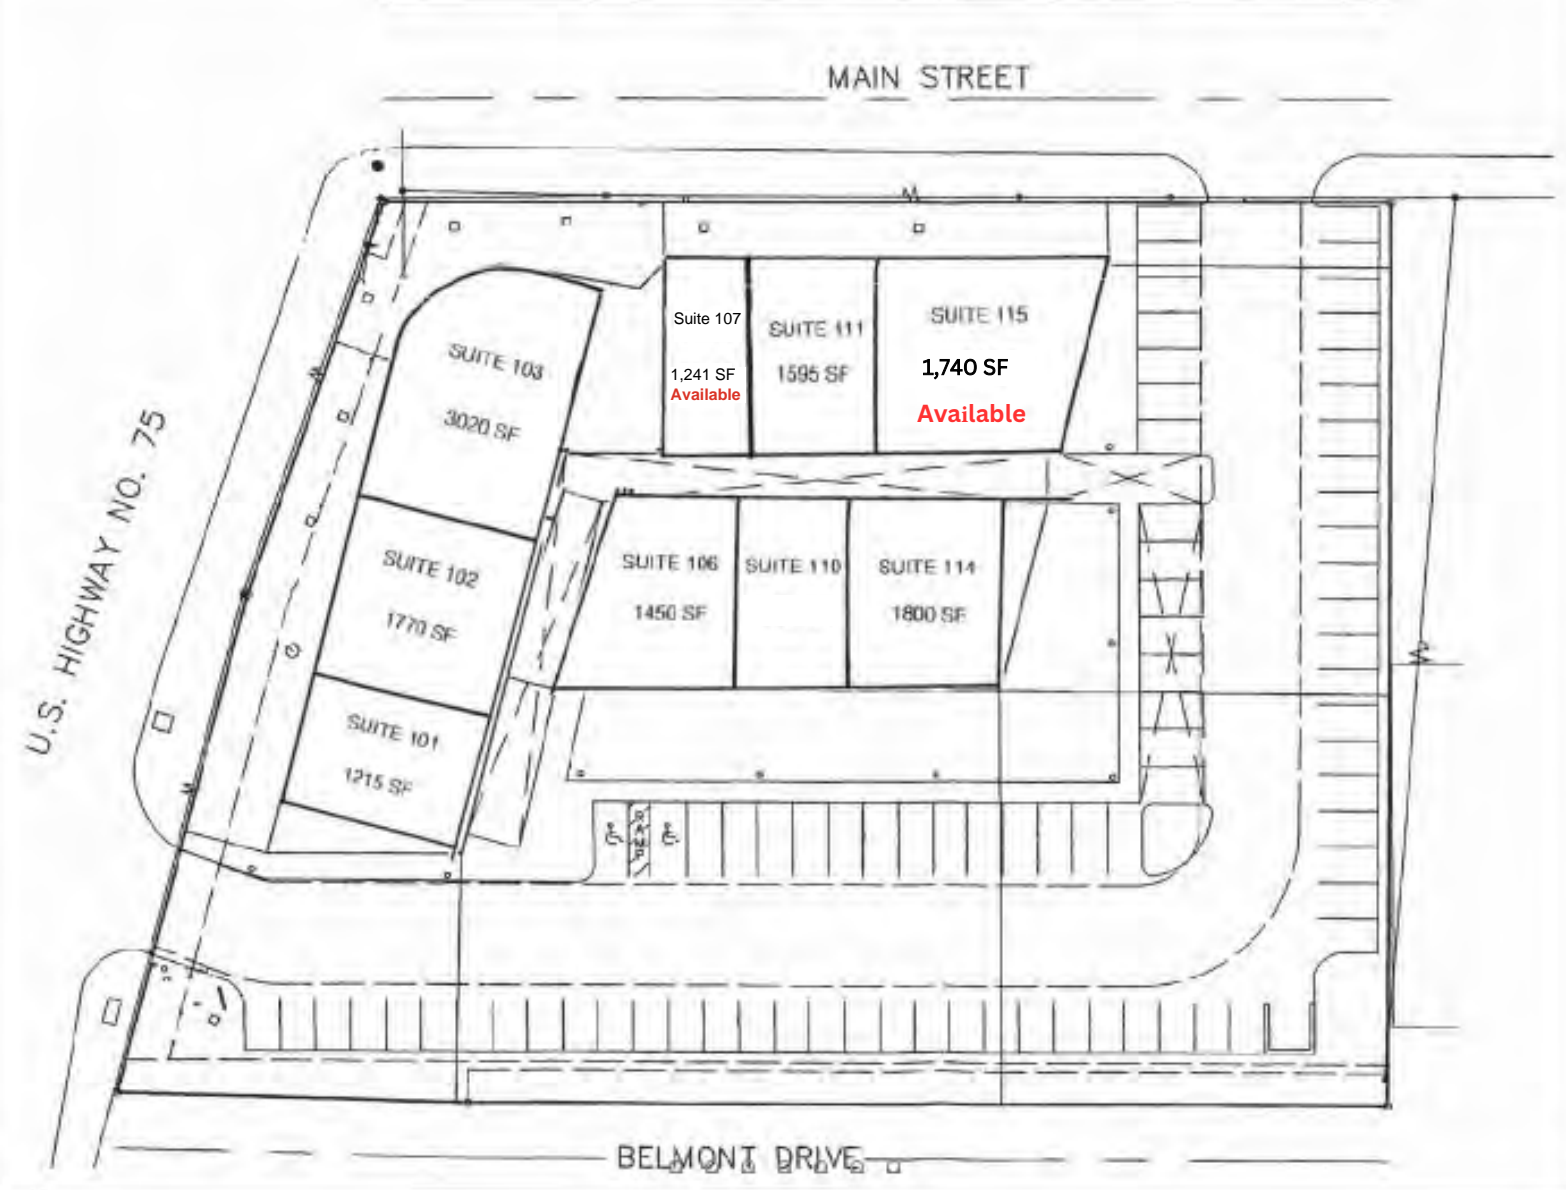 MAIN STREET
Suite 107
1,241 SF
Available
SUITE 111
1595 SF
SUITE 115
1,740 SF
Available
SUITE 103
3020 SF
U.S. HIGHWAY NO. 75
SUITE 102
1770 SF
SUITE 106
1450 SF
SUITE 110
SUITE 114
1800 SF
SUITE 101
1215 SF
RAMP
BELMONT DRIVE